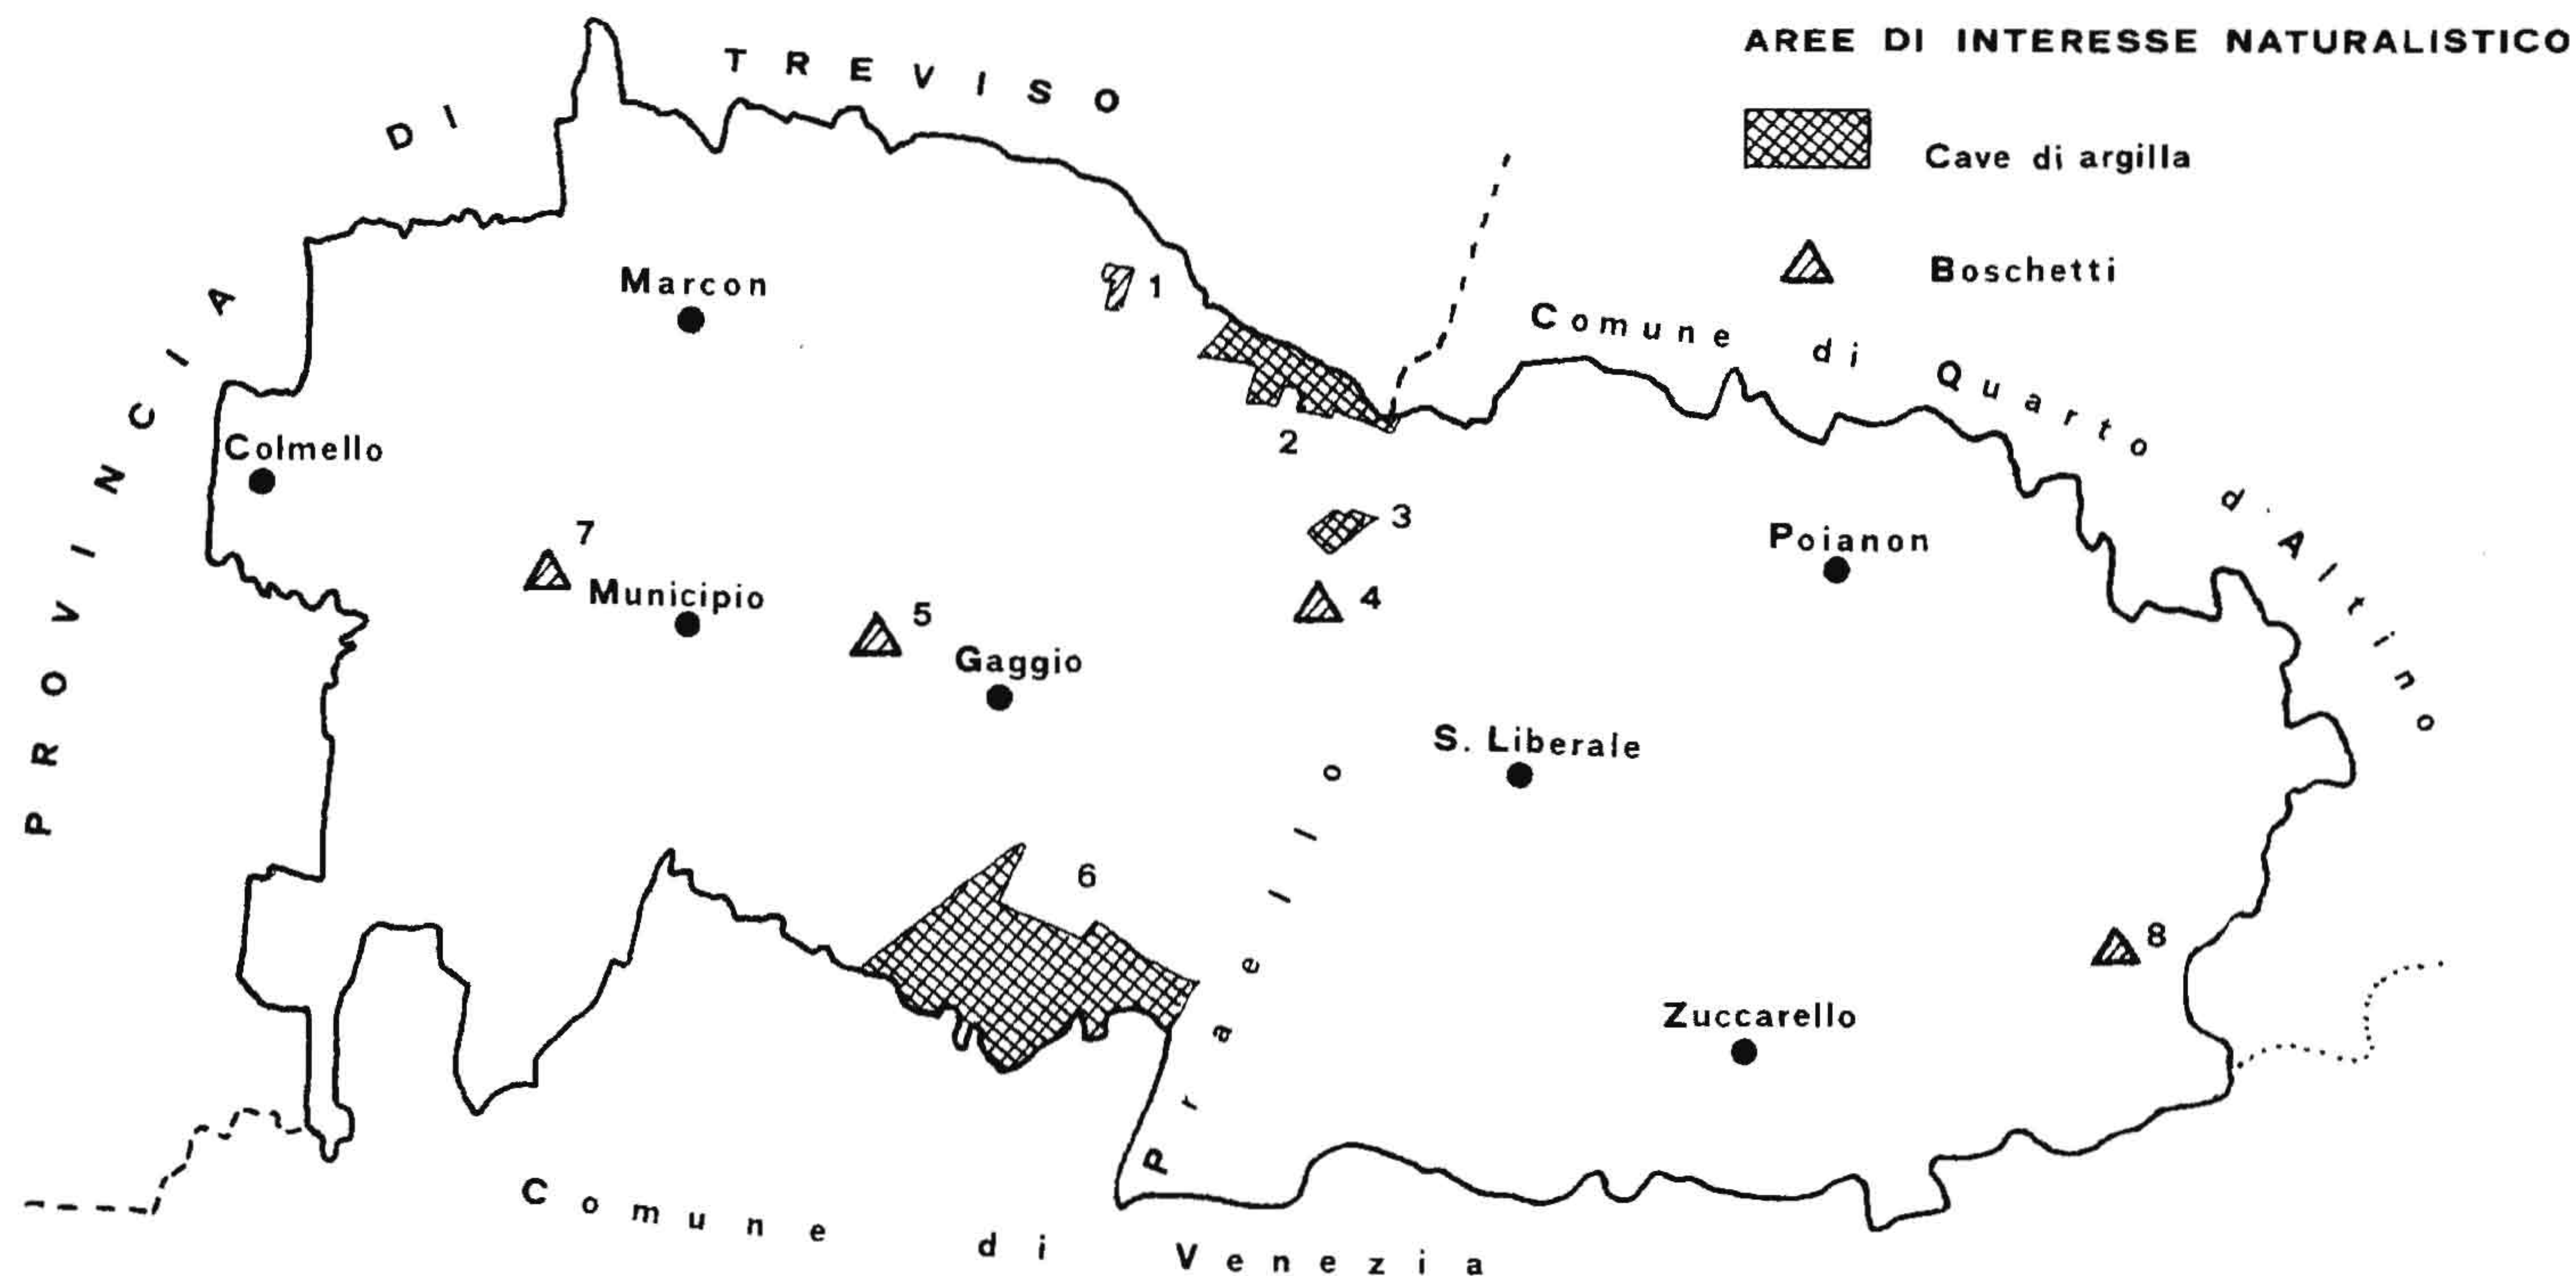 AREE DI INTERESSE NATURALISTICO
Cave di argilla
Boschetti
PROVINCIA DI TREVISO
Comune di Quarto d'Altino
Marcon
1
2
Colmello
3
7
Poianon
Municipio
4
5
Gaggio
S. Liberale
6
Praello
8
Zuccarello
Comune di Venezia